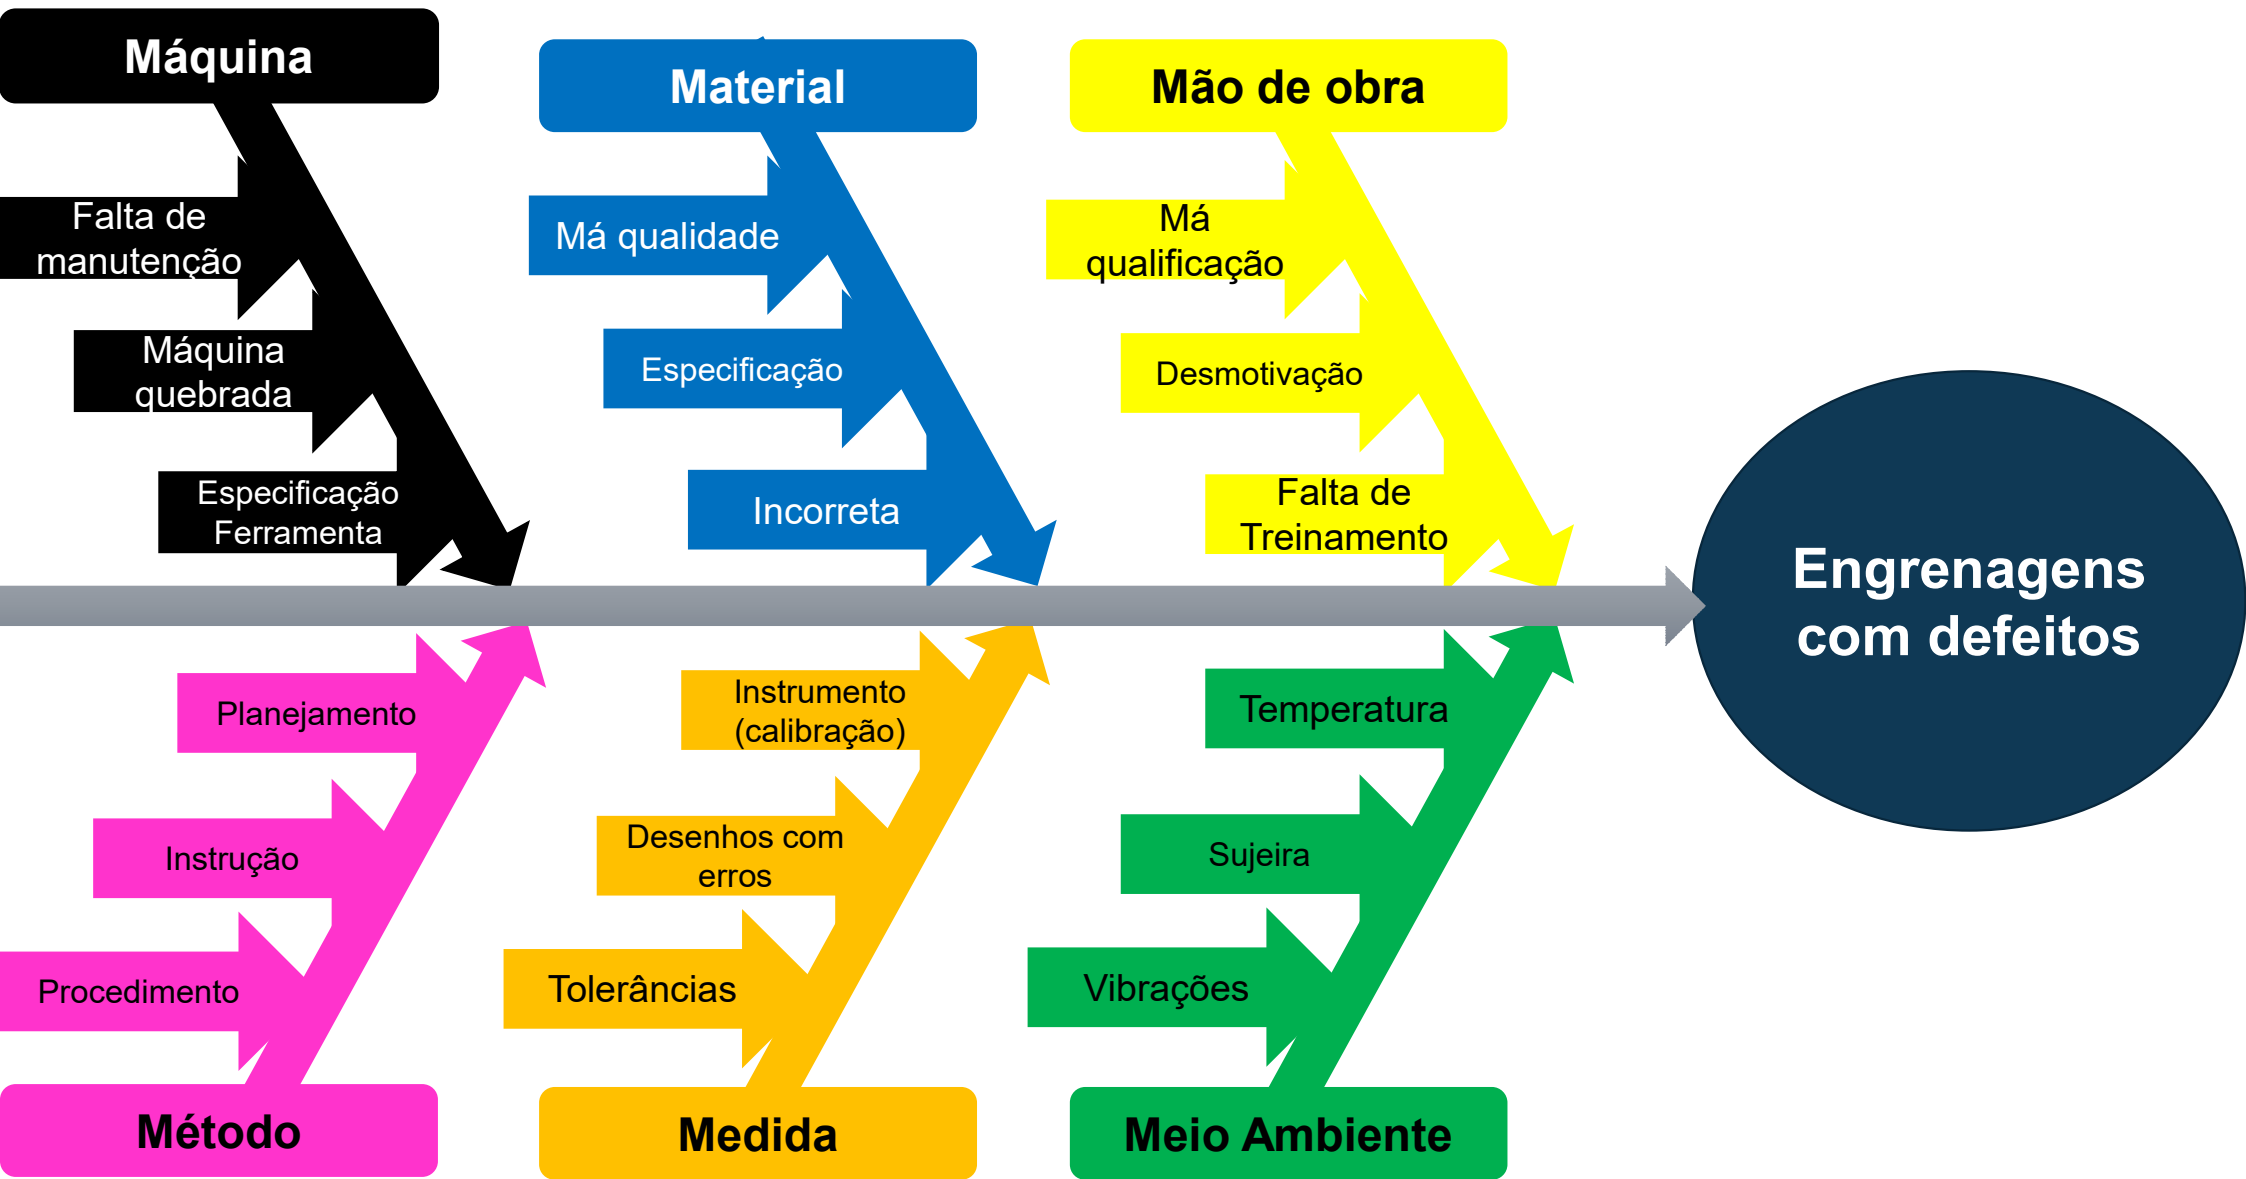 Máquina
Falta de
manutenção
Máquina
quebrada
Especificação
Ferramenta
Material
Má qualidade
Especificação
Incorreta
Mão de obra
Má
qualificação
Desmotivação
Falta de
Treinamento
Engrenagens
com defeitos
Planejamento
Instrução
Procedimento
Método
Instrumento
(calibração)
Desenhos com
erros
Tolerâncias
Medida
Temperatura
Sujeira
Vibrações
Meio Ambiente